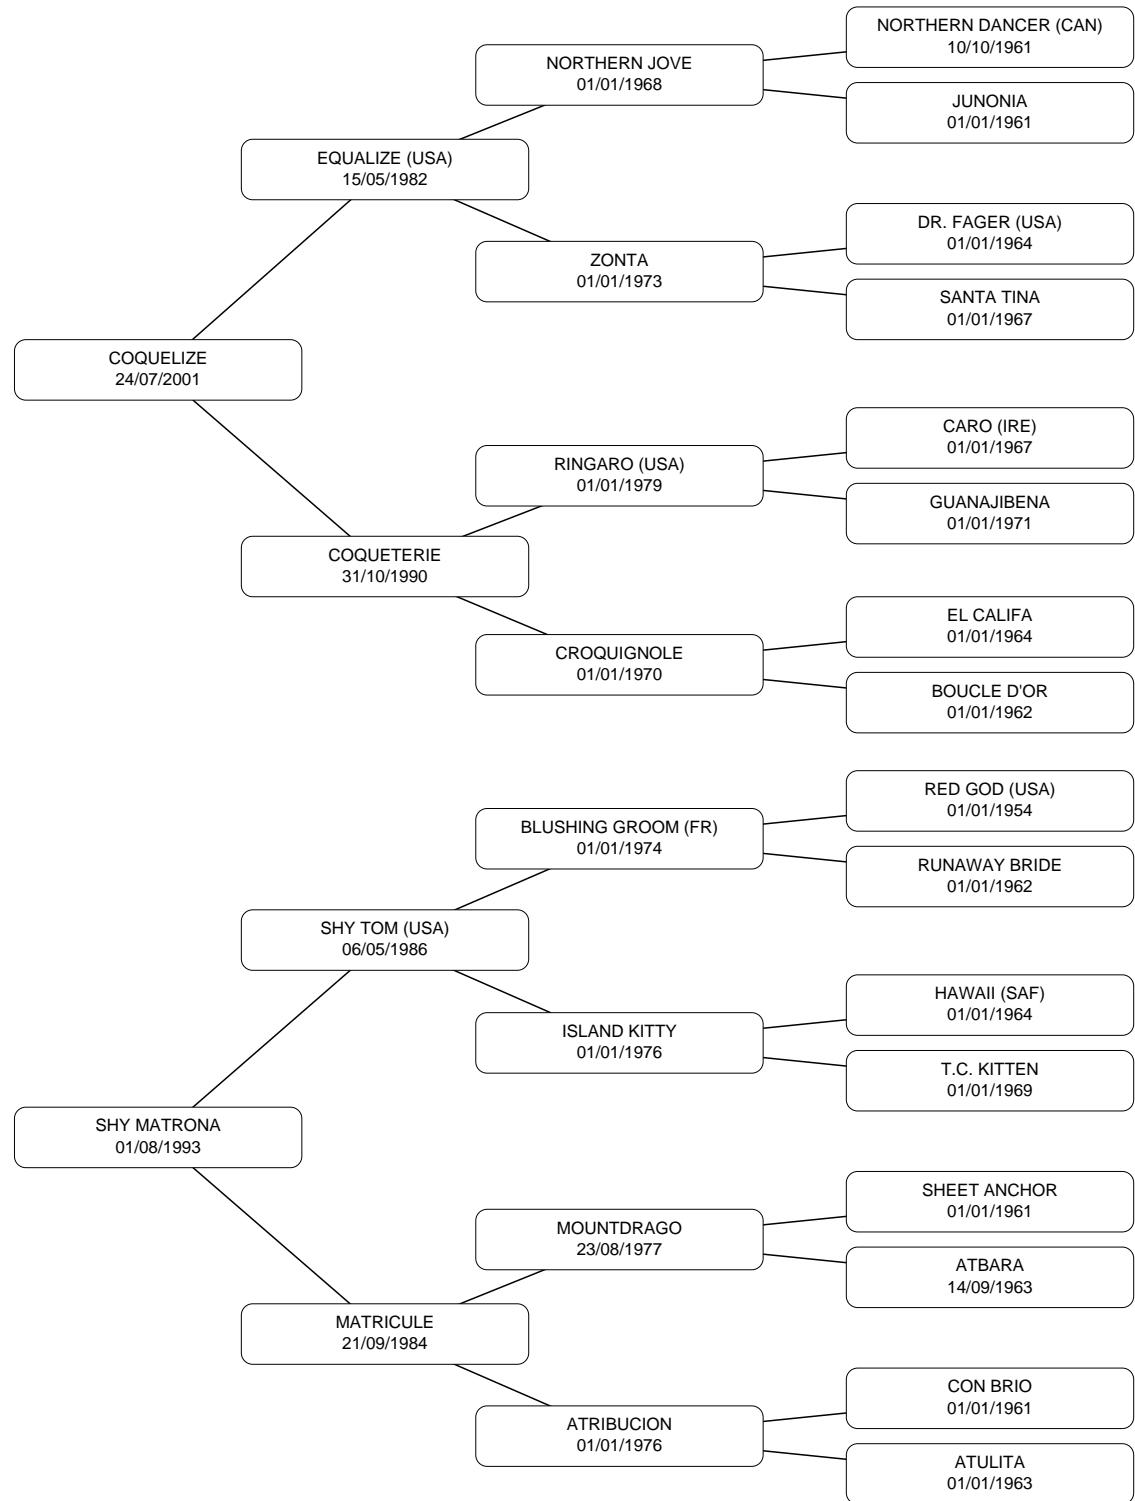 NORTHERN DANCER (CAN)
10/10/1961
NORTHERN JOVE
01/01/1968
JUNONIA
01/01/1961
EQUALIZE (USA)
15/05/1982
DR. FAGER (USA)
01/01/1964
ZONTA
01/01/1973
SANTA TINA
01/01/1967
COQUELIZE
24/07/2001
CARO (IRE)
01/01/1967
RINGARO (USA)
01/01/1979
GUANAJIBENA
01/01/1971
COQUETERIE
31/10/1990
EL CALIFA
01/01/1964
CROQUIGNOLE
01/01/1970
BOUCLE D'OR
01/01/1962
RED GOD (USA)
01/01/1954
BLUSHING GROOM (FR)
01/01/1974
RUNAWAY BRIDE
01/01/1962
SHY TOM (USA)
06/05/1986
HAWAII (SAF)
01/01/1964
ISLAND KITTY
01/01/1976
T.C. KITTEN
01/01/1969
SHY MATRONA
01/08/1993
SHEET ANCHOR
01/01/1961
MOUNTDRAGO
23/08/1977
ATBARA
14/09/1963
MATRICULE
21/09/1984
CON BRIO
01/01/1961
ATRIBUCION
01/01/1976
ATULITA
01/01/1963